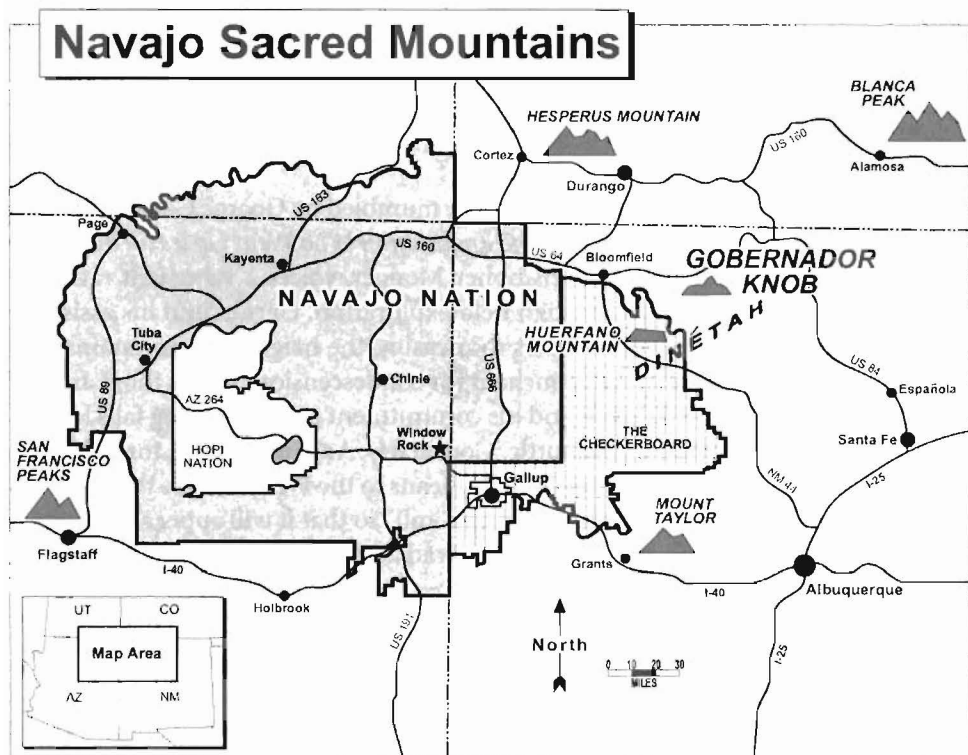 Navajo Sacred Mountains
BLANCA
PEAK
HESPERUS MOUNTAIN
US 160
Cortez
Alamosa
Durango
US 163
Page
US 160
US 64
Bloomfield
Kayenta
GOBERNADOR
KNOB
NAVAJO NATION
HUERFANO
MOUNTAIN
DINÉTAH
Tuba
City
US 89
Chinle
US 666
US 84
AZ 264
Española
HOPI
NATION
Window
Rock
THE
CHECKERBOARD
Santa Fe
SAN
FRANCISCO
PEAKS
Gallup
NM 44
I-25
MOUNT
TAYLOR
Flagstaff
Grants
I-40
Holbrook
I-40
Albuquerque
US 191
UT
CO
Map Area
AZ
NM
North
0 10 20 30
MILES
I-25